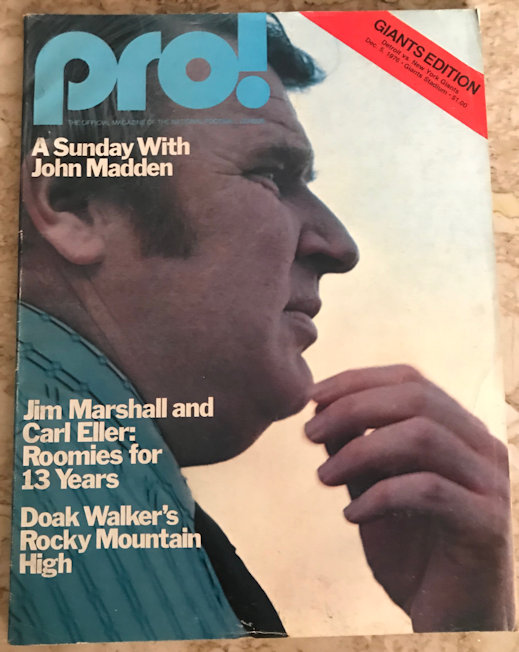 pro!
THE OFFICIAL MAGAZINE OF THE NATIONAL FOOTBALL LEAGUE
GIANTS EDITION
Detroit vs. New York Giants
Dec. 5, 1976 • Giants Stadium • $1.00
A Sunday With
John Madden
Jim Marshall and
Carl Eller:
Roomies for
13 Years
Doak Walker's
Rocky Mountain
High